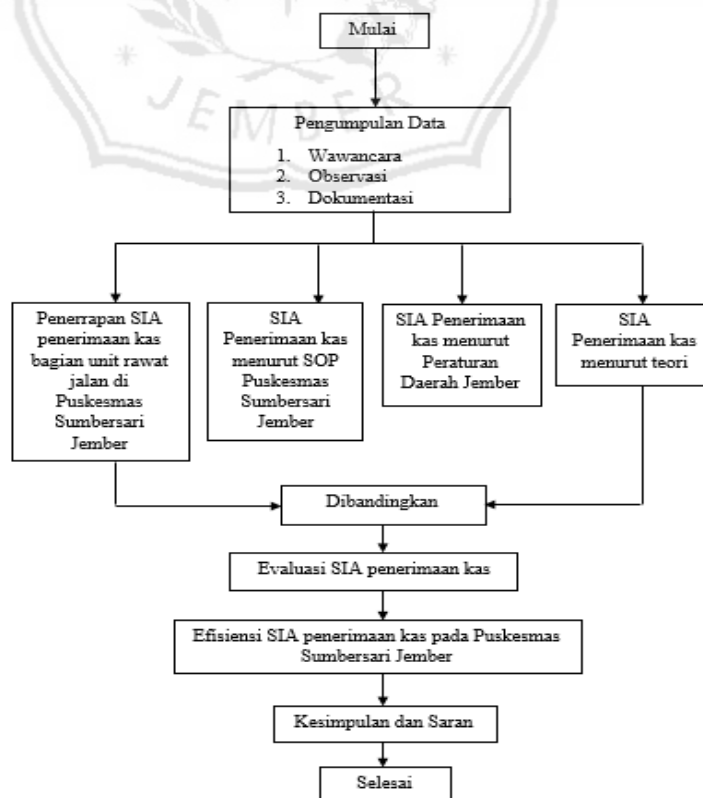 JEMBER
Mulai
Pengumpulan Data
1. Wawancara
2. Observasi
3. Dokumentasi
Penerrapan SIA
penerimaan kas
bagian unit rawat
jalan di
Puskesmas
Sumbersari
Jember
SIA
Penerimaan kas
menurut SOP
Puskesmas
Sumbersari
Jember
SIA Penerimaan
kas menurut
Peraturan
Daerah Jember
SIA
Penerimaan kas
menurut teori
Dibandingkan
Evaluasi SIA penerimaan kas
Efisiensi SIA penerimaan kas pada Puskesmas
Sumbersari Jember
Kesimpulan dan Saran
Selesai